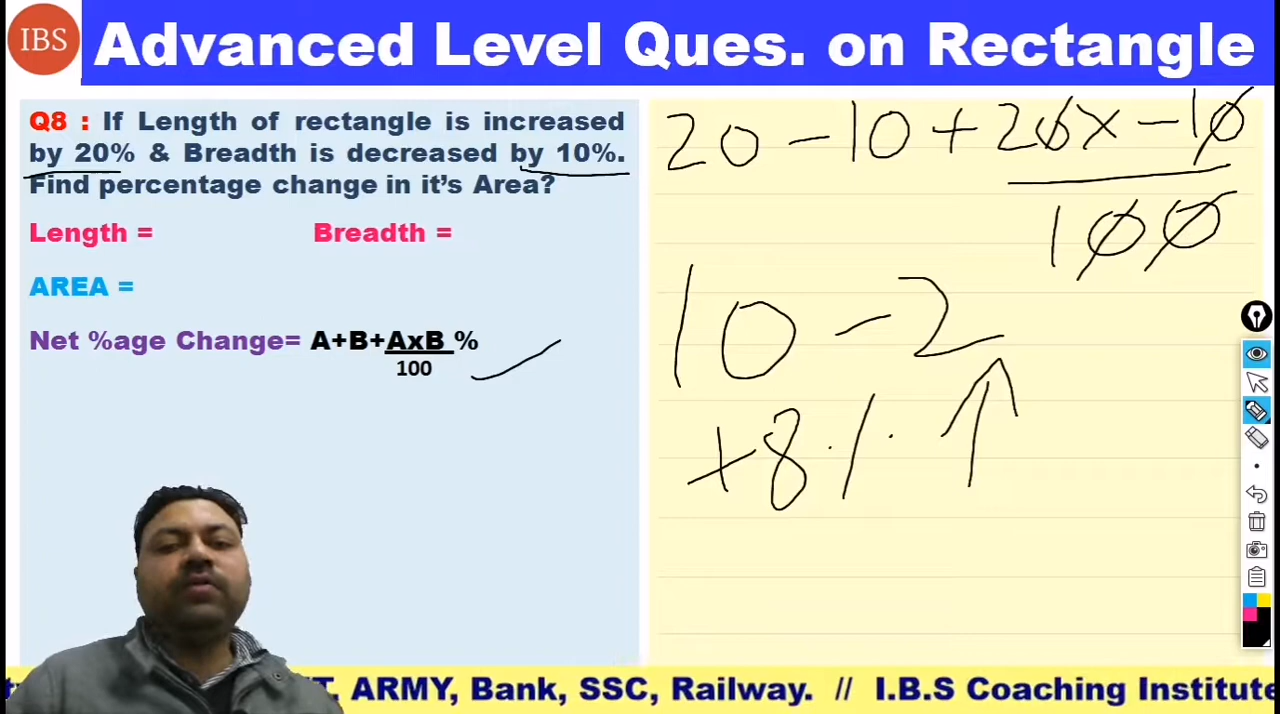 IBS
Advanced Level Ques. on Rectangle
Q8 : If Length of rectangle is increased
by 20% & Breadth is decreased by 10%.
Find percentage change in it’s Area?
Length =
Breadth =
AREA =
Net %age Change= A+B+AxB %
100
20 - 10 + 20 x - 10
100
10 - 2
+ 8 % ↑
ARMY, Bank, SSC, Railway. // I.B.S Coaching Institute